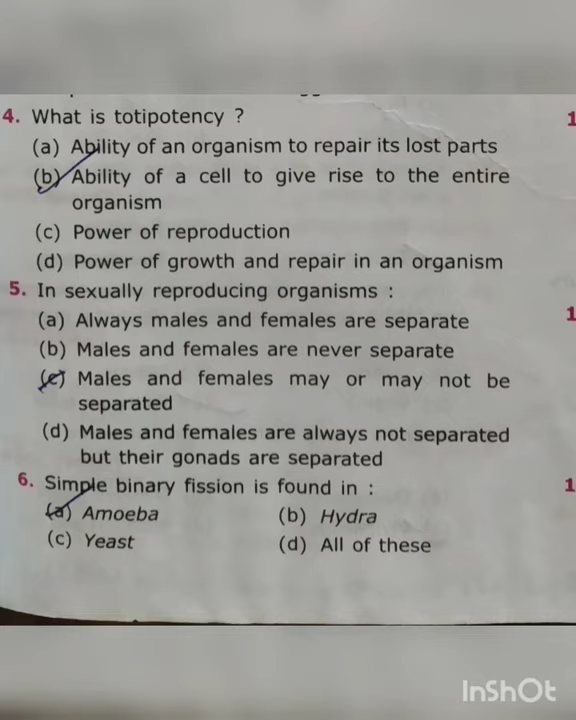 4. What is totipotency ?
1
(a) Ability of an organism to repair its lost parts
(b) Ability of a cell to give rise to the entire
organism
(c) Power of reproduction
(d) Power of growth and repair in an organism
5. In sexually reproducing organisms :
1
(a) Always males and females are separate
(b) Males and females are never separate
(c) Males and females may or may not be
separated
(d) Males and females are always not separated
but their gonads are separated
6. Simple binary fission is found in :
1
(a) Amoeba (b) Hydra
(c) Yeast (d) All of these
InShOt